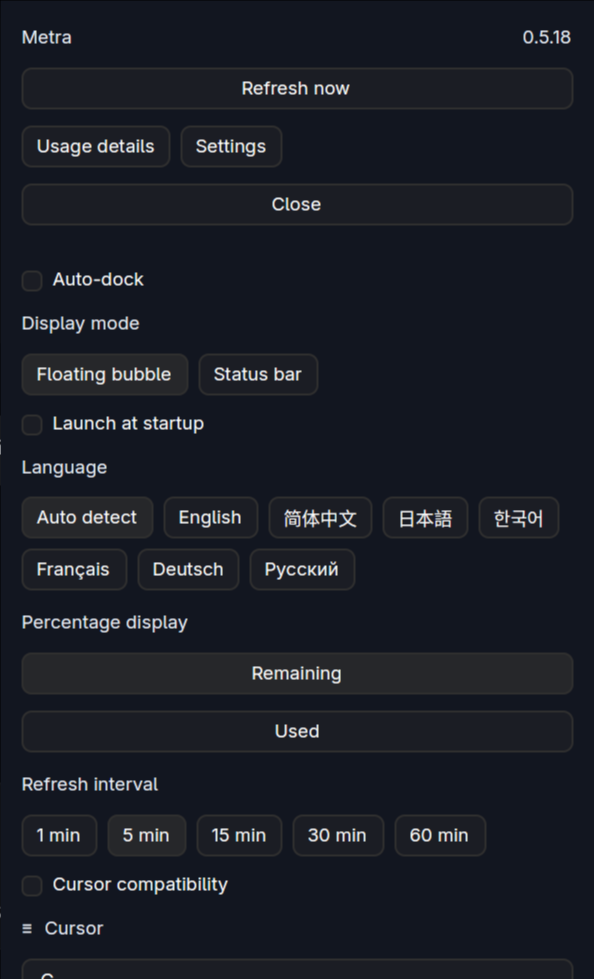 Metra 0.5.18
Refresh now
Usage details Settings
Close
Auto-dock
Display mode
Floating bubble Status bar
Launch at startup
Language
Auto detect English 简体中文 日本語 한국어
Français Deutsch Русский
Percentage display
Remaining
Used
Refresh interval
1 min 5 min 15 min 30 min 60 min
Cursor compatibility
≡ Cursor